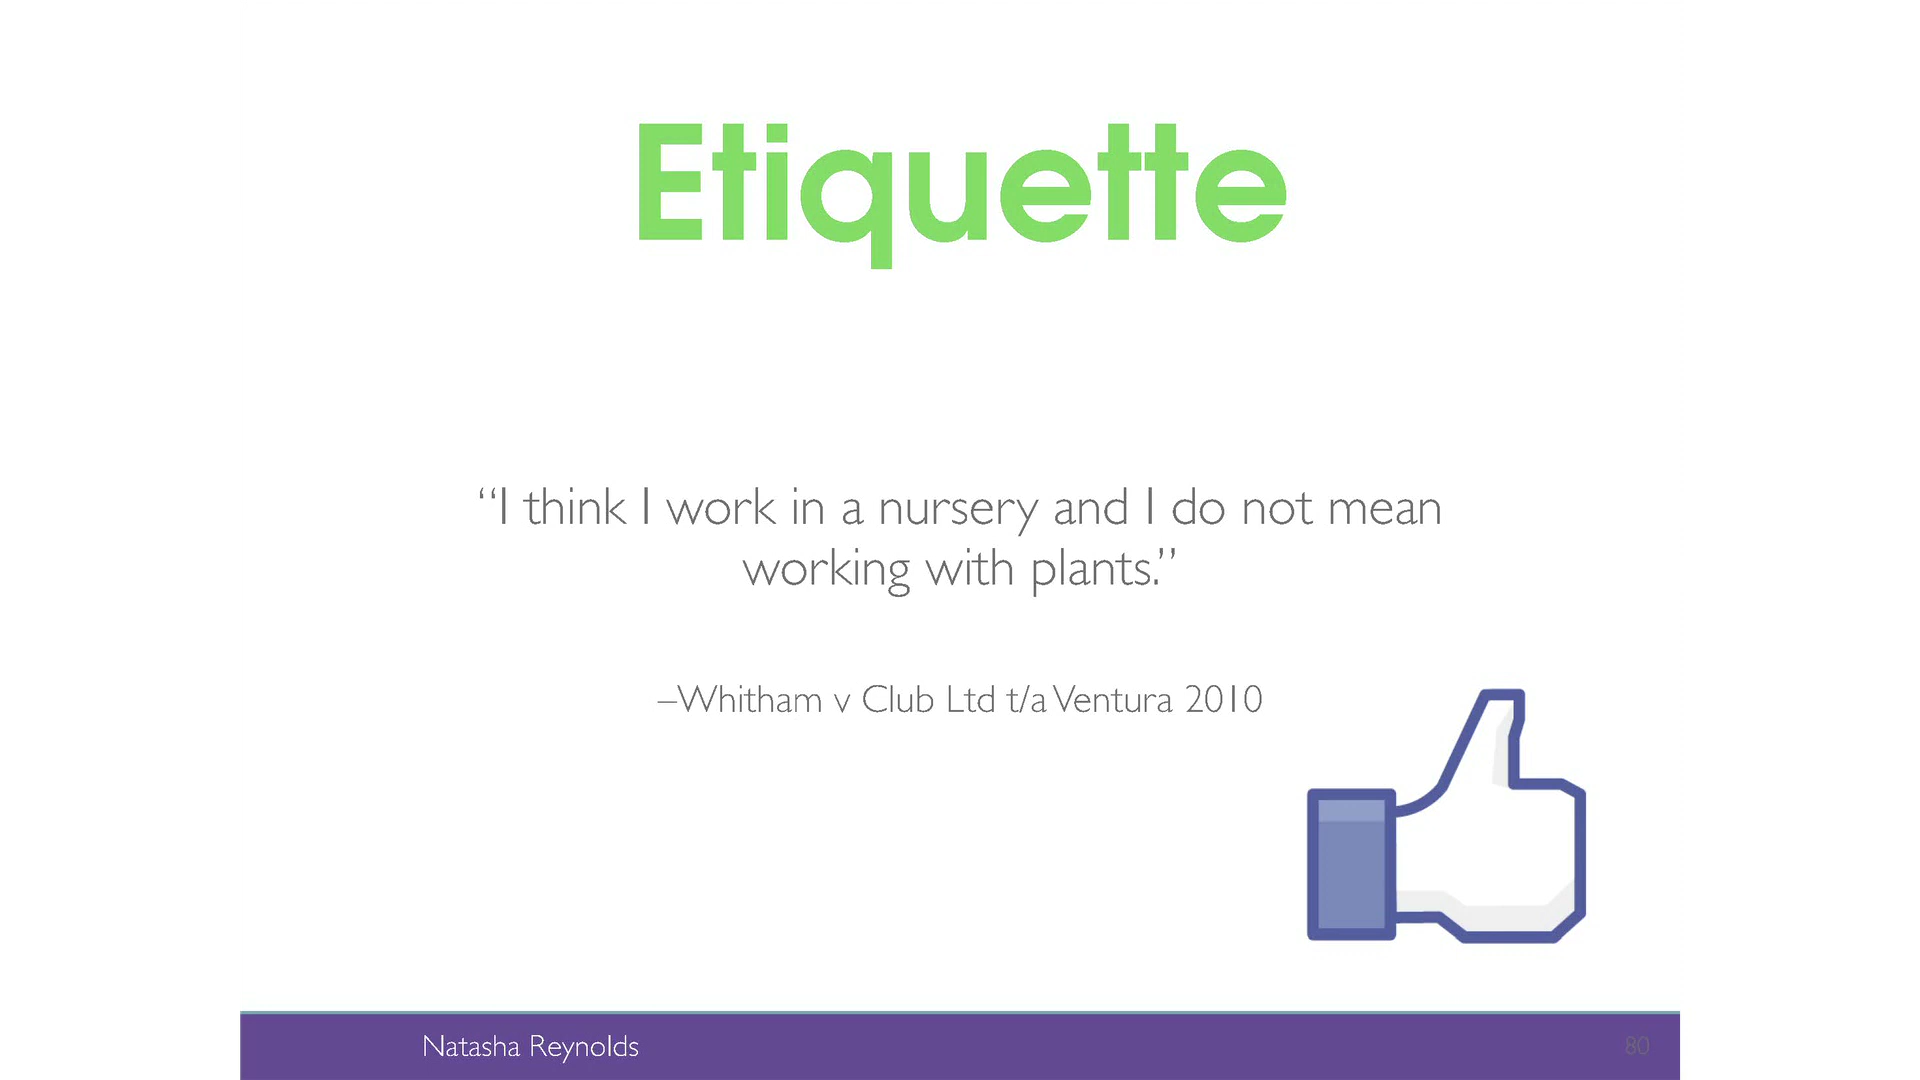 Etiquette
“I think I work in a nursery and I do not mean
working with plants.”
–Whitham v Club Ltd t/a Ventura 2010
Natasha Reynolds
80